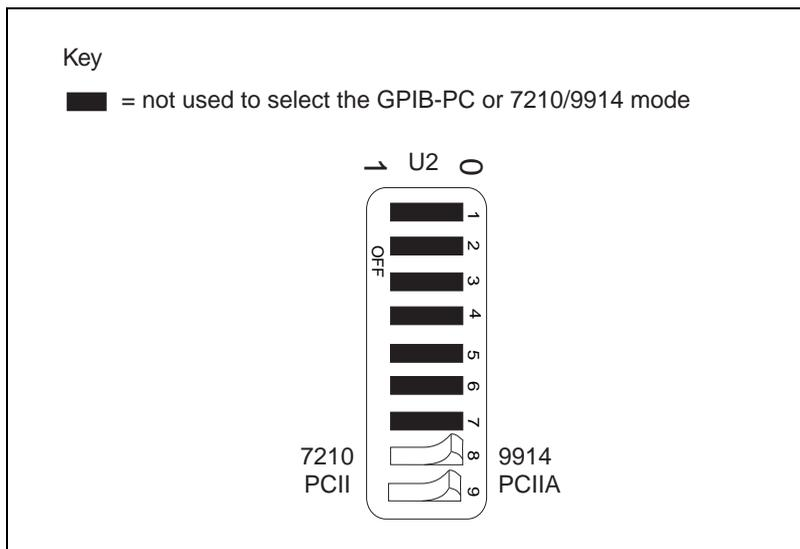 Key
= not used to select the GPIB-PC or 7210/9914 mode
1 U2 0
OFF
1
2
3
4
5
6
7
7210 8 9914
PCII 9 PCIIA